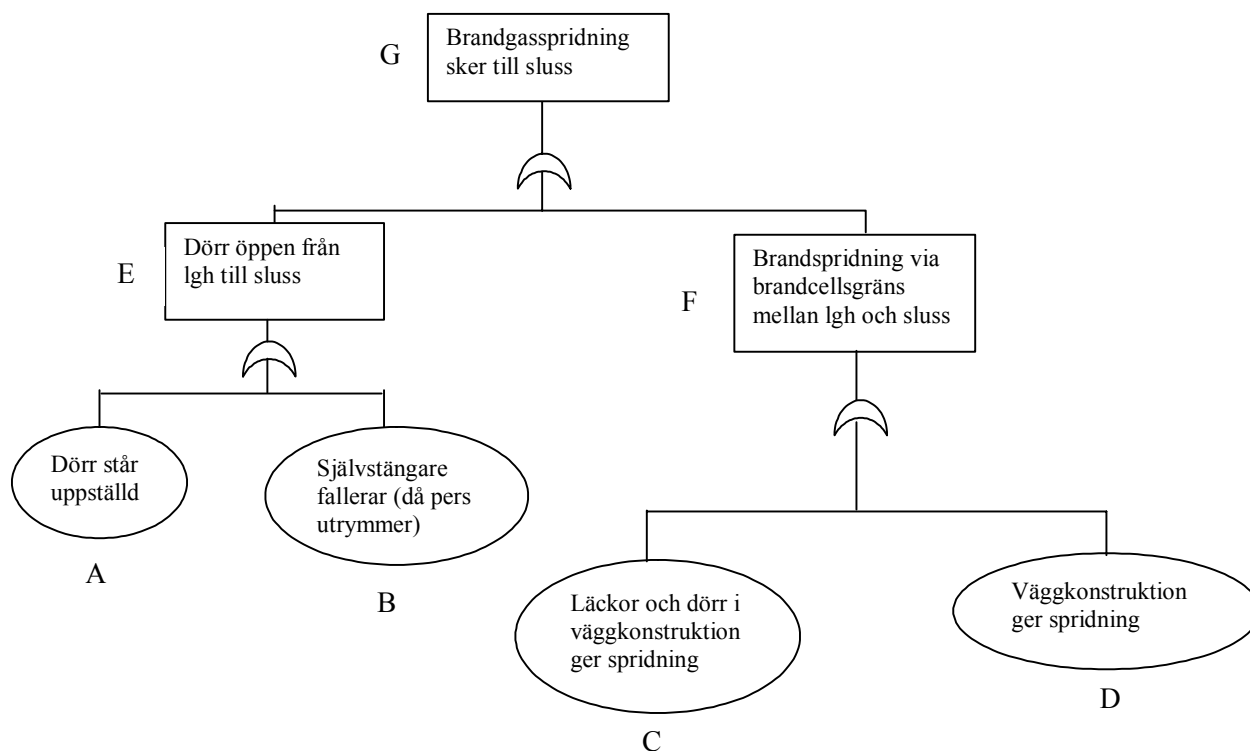 G
Brandgasspridning
sker till sluss
E
Dörr öppen från
lgh till sluss
F
Brandspridning via
brandcellsgräns
mellan lgh och sluss
Dörr står
uppställd
A
Självstängare
fallerar (då pers
utrymmer)
B
Läckor och dörr i
väggkonstruktion
ger spridning
C
Väggkonstruktion
ger spridning
D